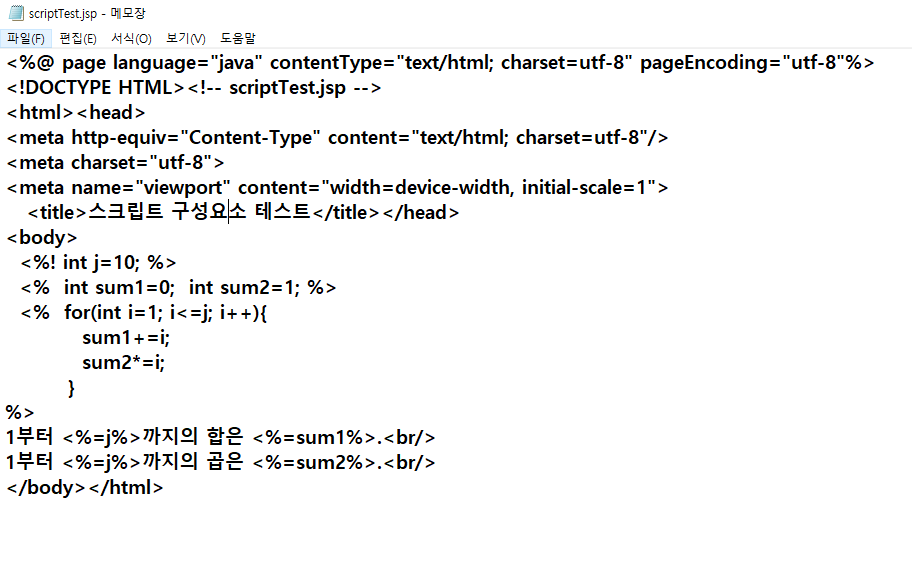 scriptTest.jsp - 메모장
파일(F) 편집(E) 서식(O) 보기(V) 도움말
<%@ page language="java" contentType="text/html; charset=utf-8" pageEncoding="utf-8"%>
<!DOCTYPE HTML><!-- scriptTest.jsp -->
<html><head>
<meta http-equiv="Content-Type" content="text/html; charset=utf-8"/>
<meta charset="utf-8">
<meta name="viewport" content="width=device-width, initial-scale=1">
<title>스크립트 구성요소 테스트</title></head>
<body>
<%! int j=10; %>
<% int sum1=0; int sum2=1; %>
<% for(int i=1; i<=j; i++){
sum1+=i;
sum2*=i;
}
%>
1부터 <%=j%>까지의 합은 <%=sum1%>.<br/>
1부터 <%=j%>까지의 곱은 <%=sum2%>.<br/>
</body></html>